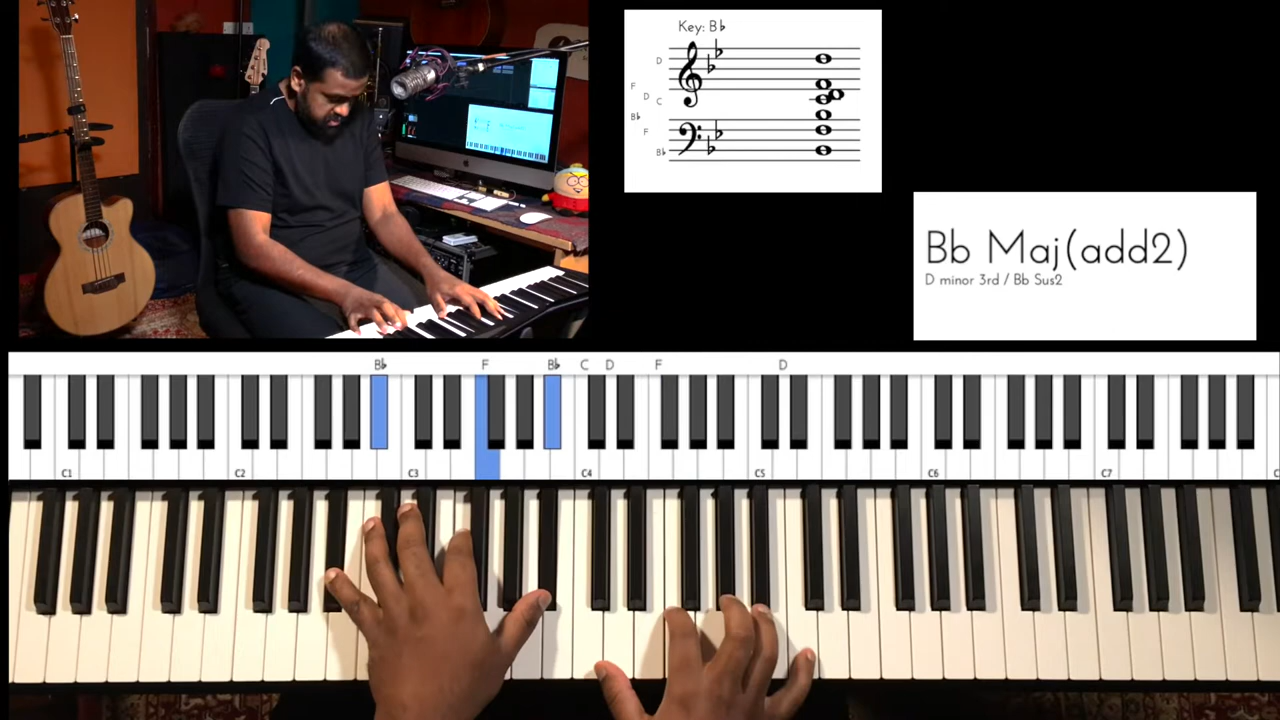 Key: B♭
D
F
D
C
B♭
F
B♭
Bb Maj(add2)
D minor 3rd / Bb Sus2
B♭ F B♭ C D F D
C1 C2 C3 C4 C5 C6 C7 C